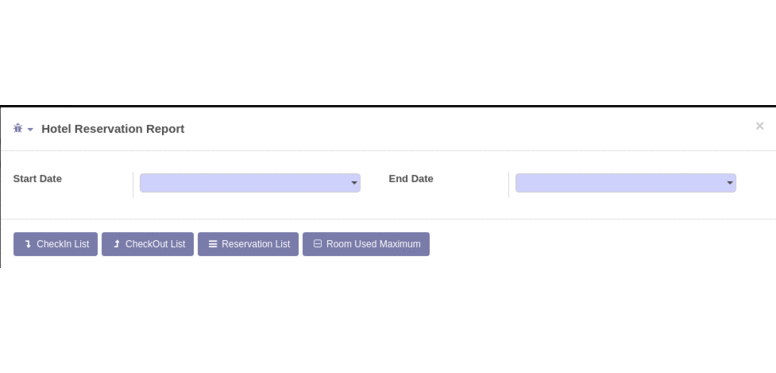 Hotel Reservation Report
Start Date
End Date
CheckIn List
CheckOut List
Reservation List
Room Used Maximum